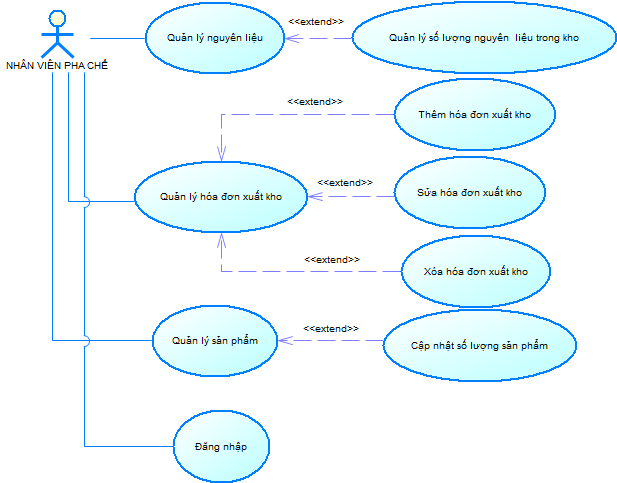 NHÂN VIÊN PHA CHẾ
Quản lý nguyên liệu
<<extend>>
Quản lý số lượng nguyên liệu trong kho
<<extend>>
Thêm hóa đơn xuất kho
Quản lý hóa đơn xuất kho
<<extend>>
Sửa hóa đơn xuất kho
<<extend>>
Xóa hóa đơn xuất kho
Quản lý sản phẩm
<<extend>>
Cập nhật số lượng sản phẩm
Đăng nhập